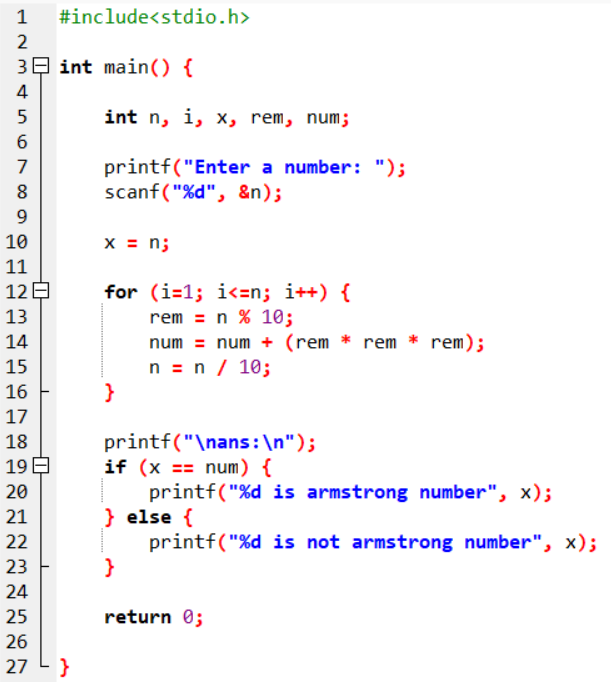 1 #include<stdio.h>
2
3 int main() {
4
5     int n, i, x, rem, num;
6
7     printf("Enter a number: ");
8     scanf("%d", &n);
9
10     x = n;
11
12     for (i=1; i<=n; i++) {
13         rem = n % 10;
14         num = num + (rem * rem * rem);
15         n = n / 10;
16     }
17
18     printf("\nans:\n");
19     if (x == num) {
20         printf("%d is armstrong number", x);
21     } else {
22         printf("%d is not armstrong number", x);
23     }
24
25     return 0;
26
27 }